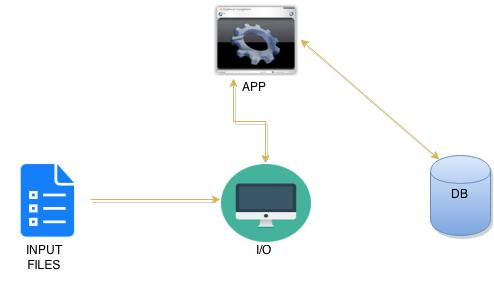 APP
DB
INPUT
FILES
I/O